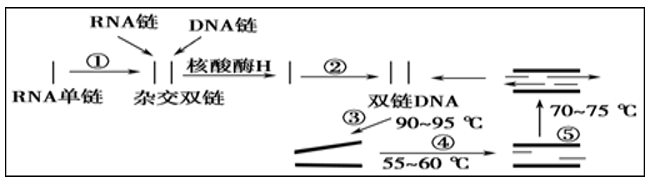 RNA链 DNA链
① 核酸酶H ②
RNA单链 杂交双链 双链DNA
③ 90~95 ℃ 70~75 ℃
④ ⑤
55~60 ℃